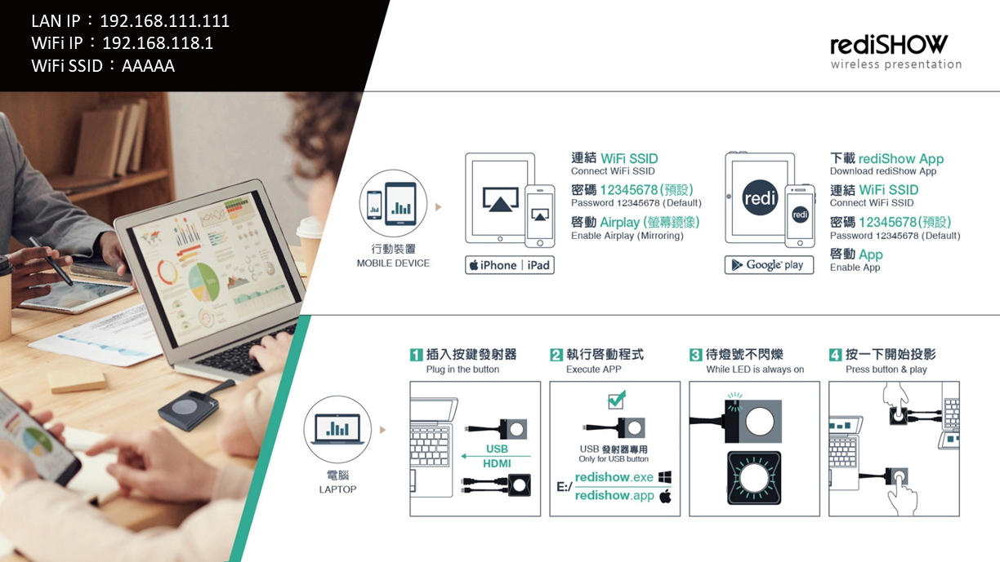 LAN IP：192.168.111.111
WiFi IP：192.168.118.1
WiFi SSID：AAAAA
rediSHOW
wireless presentation
行動裝置
MOBILE DEVICE
iPhone | iPad
連結 WiFi SSID
Connect WiFi SSID
密碼 12345678 (預設)
Password 12345678 (Default)
啓動 Airplay (螢幕鏡像)
Enable Airplay (Mirroring)
redi
redi
Google play
下載 rediShow App
Download rediShow App
連結 WiFi SSID
Connect WiFi SSID
密碼 12345678(預設)
Password 12345678 (Default)
啓動 App
Enable App
電腦
LAPTOP
1 插入按鍵發射器
Plug in the button
USB
HDMI
2 執行啓動程式
Execute APP
USB 發射器專用
Only for USB button
E:/
redishow.exe
redishow.app
3 待燈號不閃爍
While LED is always on
4 按一下開始投影
Press button & play